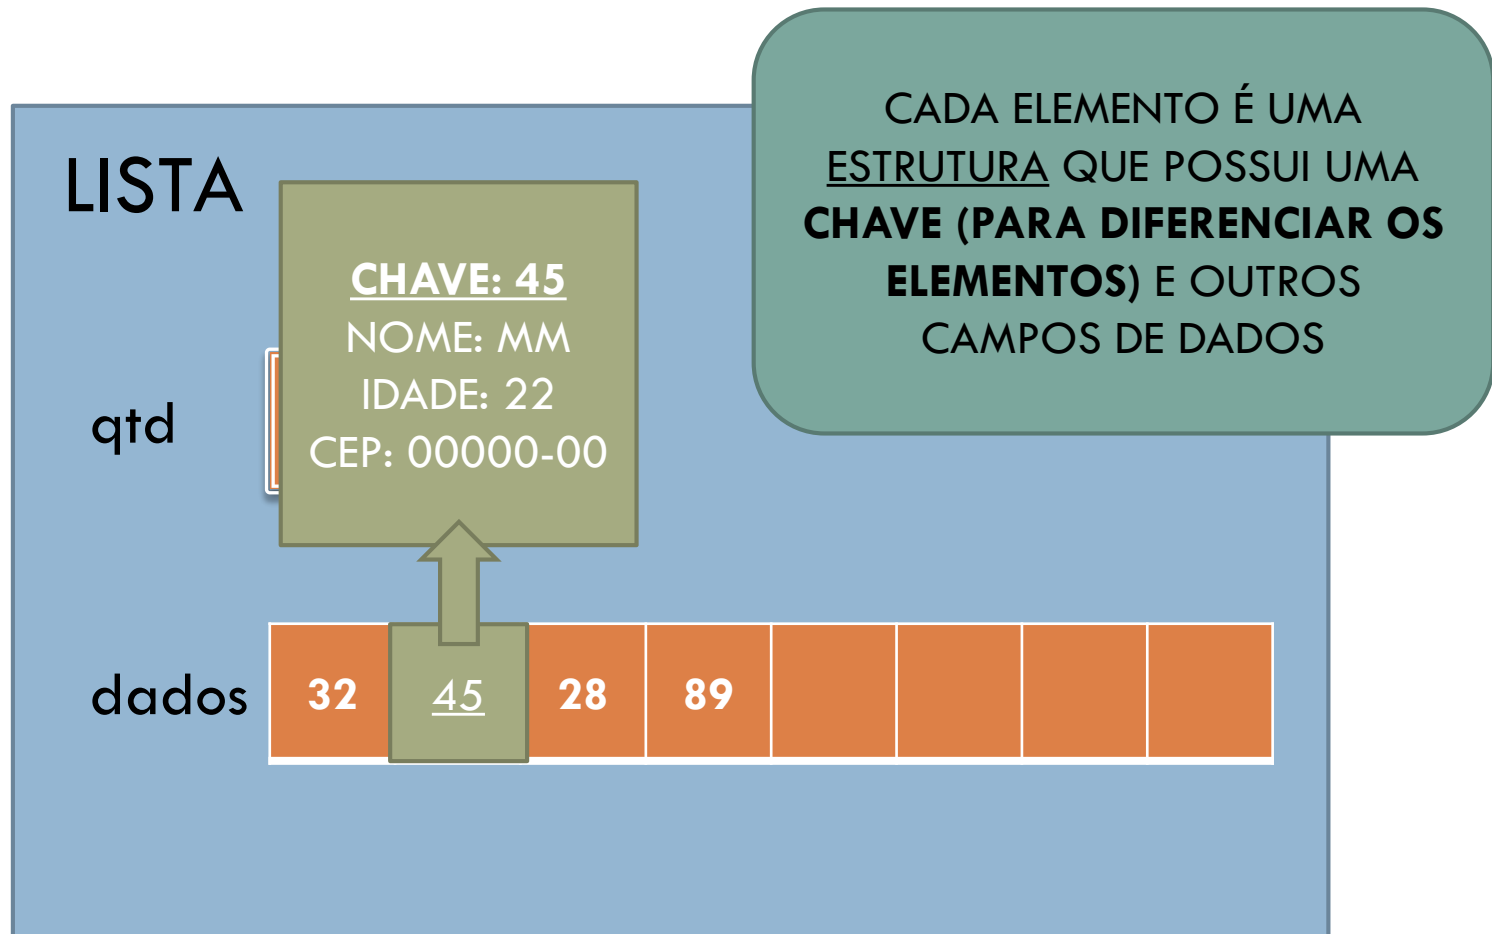 CADA ELEMENTO É UMA
ESTRUTURA QUE POSSUI UMA
CHAVE (PARA DIFERENCIAR OS
ELEMENTOS) E OUTROS
CAMPOS DE DADOS
LISTA
CHAVE: 45
NOME: MM
IDADE: 22
CEP: 00000-00
qtd
dados 32 45 28 89